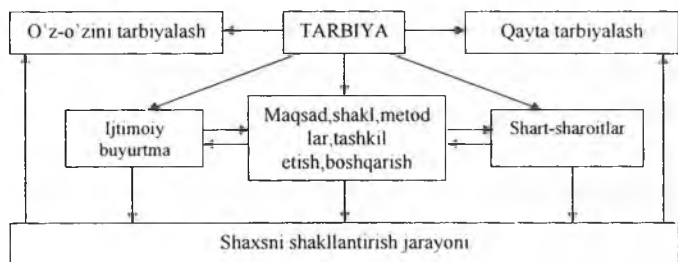 O`z-o`zini tarbiyalash
TARBIYA
Qayta tarbiyalash
Ijtimoiy
buyurtma
Maqsad,shakl,metod
lar,tashkil
etish,boshqarish
Shart-sharoitlar
Shaxsni shakllantirish jarayoni